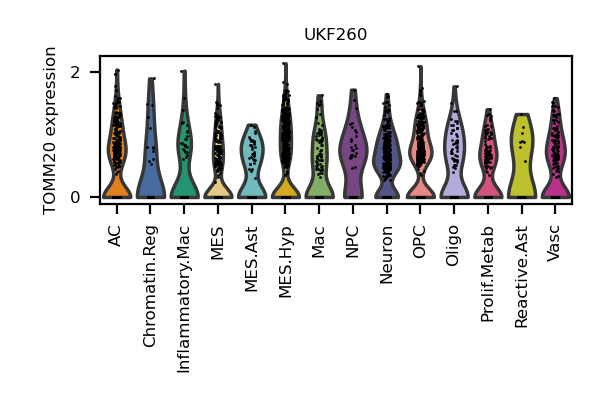 UKF260
TOMM20 expression
2
0
AC
Chromatin.Reg
Inflammatory.Mac
MES
MES.Ast
MES.Hyp
Mac
NPC
Neuron
OPC
Oligo
Prolif.Metab
Reactive.Ast
Vasc